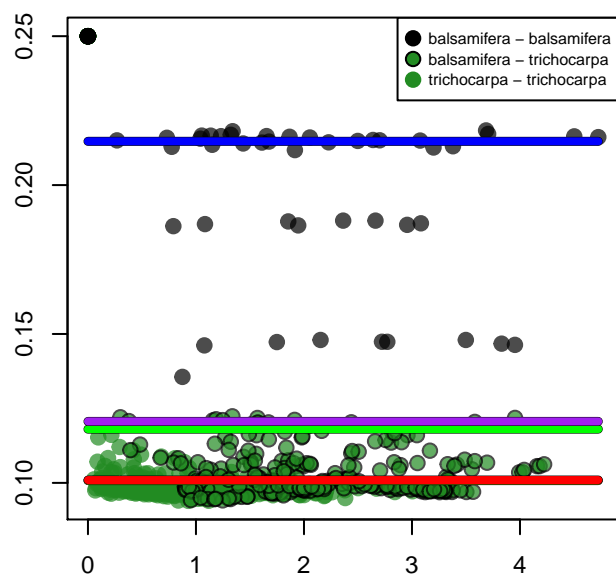 0.25
balsamifera – balsamifera
balsamifera – trichocarpa
trichocarpa – trichocarpa
0.20
0.15
0.10
0 1 2 3 4